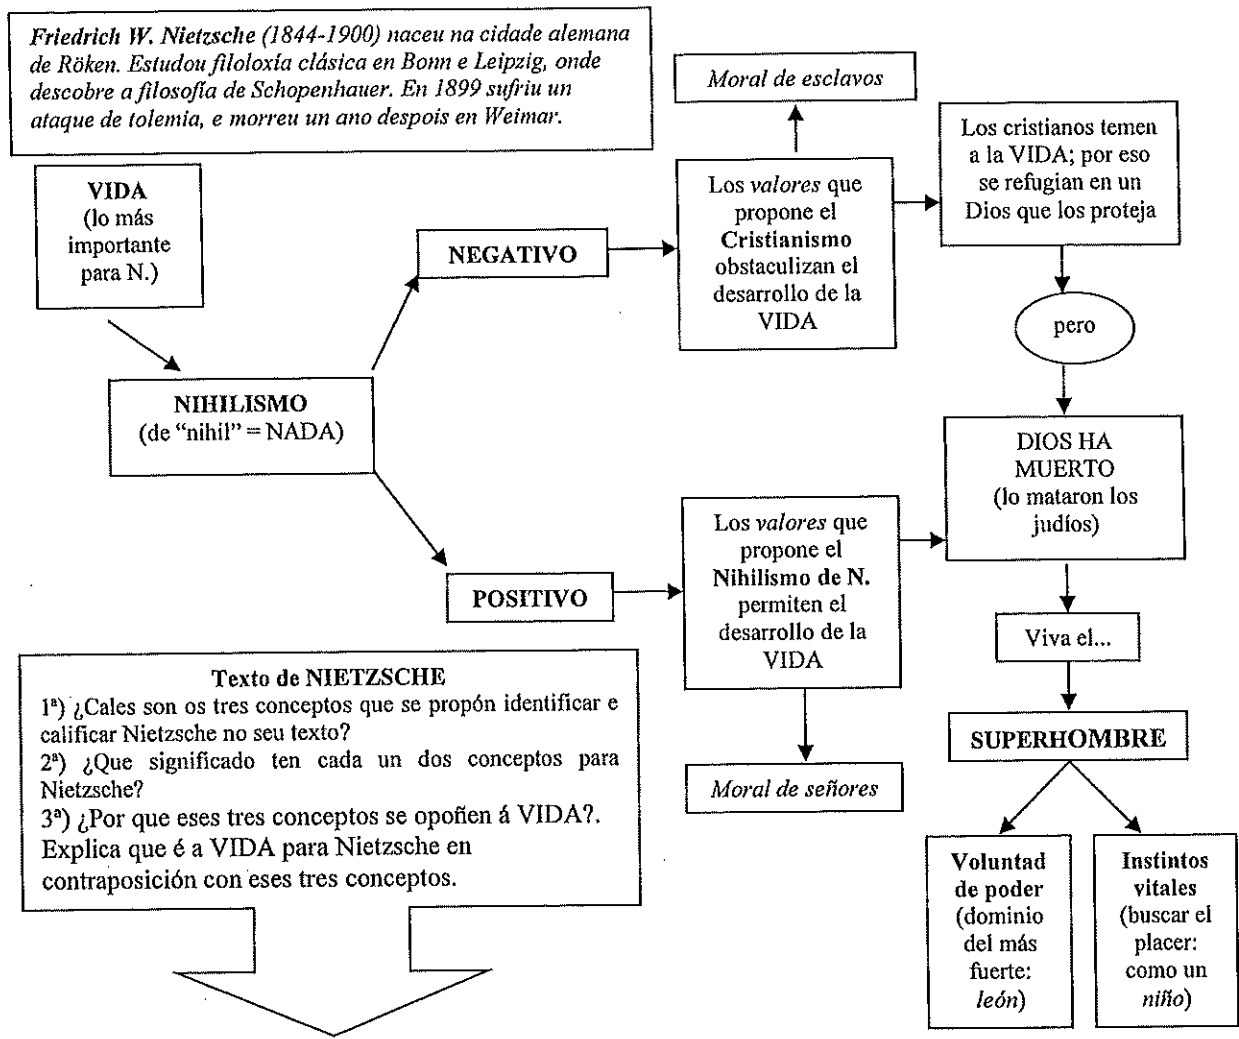 Friedrich W. Nietzsche (1844-1900) naceu na cidade alemana
de Röken. Estudou filoloxía clásica en Bonn e Leipzig, onde
descobre a filosofía de Schopenhauer. En 1899 sufriu un
ataque de tolemia, e morreu un ano despois en Weimar.
VIDA
(lo más
importante
para N.)
NIHILISMO
(de “nihil” = NADA)
NEGATIVO
Los valores que
propone el
Cristianismo
obstaculizan el
desarrollo de la
VIDA
Moral de esclavos
Los cristianos temen
a la VIDA; por eso
se refugian en un
Dios que los proteja
pero
DIOS HA
MUERTO
(lo mataron los
judíos)
POSITIVO
Los valores que
propone el
Nihilismo de N.
permiten el
desarrollo de la
VIDA
Moral de señores
Viva el...
SUPERHOMBRE
Voluntad
de poder
(dominio
del más
fuerte:
león)
Instintos
vitales
(buscar el
placer:
como un
niño)
Texto de NIETZSCHE
1ª) ¿Cales son os tres conceptos que se propón identificar e
calificar Nietzsche no seu texto?
2ª) ¿Que significado ten cada un dos conceptos para
Nietzsche?
3ª) ¿Por que eses tres conceptos se opoñen á VIDA?.
Explica que é a VIDA para Nietzsche en
contraposición con eses tres conceptos.